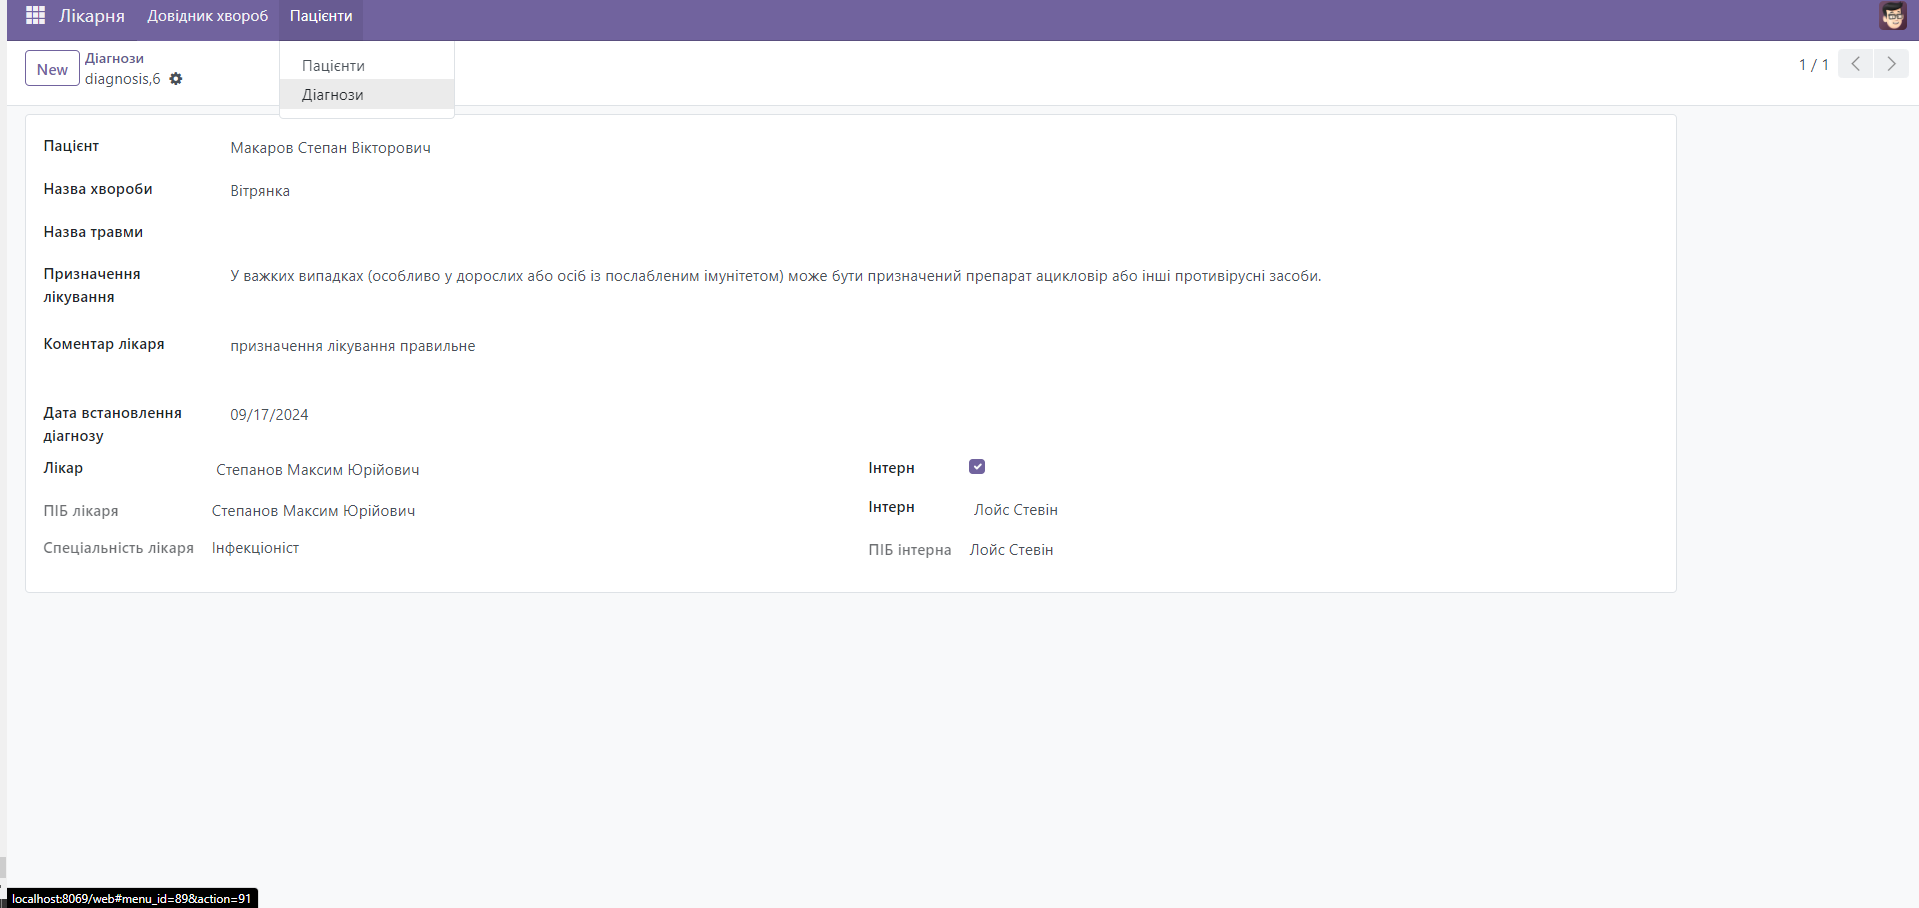 Лікарня Довідник хвороб Пацієнти
New Діагнози
diagnosis,6
Пацієнти
Діагнози
1 / 1
Пацієнт Макаров Степан Вікторович
Назва хвороби Вітрянка
Назва травми
Призначення лікування У важких випадках (особливо у дорослих або осіб із послабленим імунітетом) може бути призначений препарат ацикловір або інші противірусні засоби.
Коментар лікаря призначення лікування правильне
Дата встановлення діагнозу 09/17/2024
Лікар Степанов Максим Юрійович Інтерн
ПІБ лікаря Степанов Максим Юрійович Інтерн Лойс Стевін
Спеціальність лікаря Інфекціоніст ПІБ інтерна Лойс Стевін
localhost:8069/web#menu_id=89&action=91